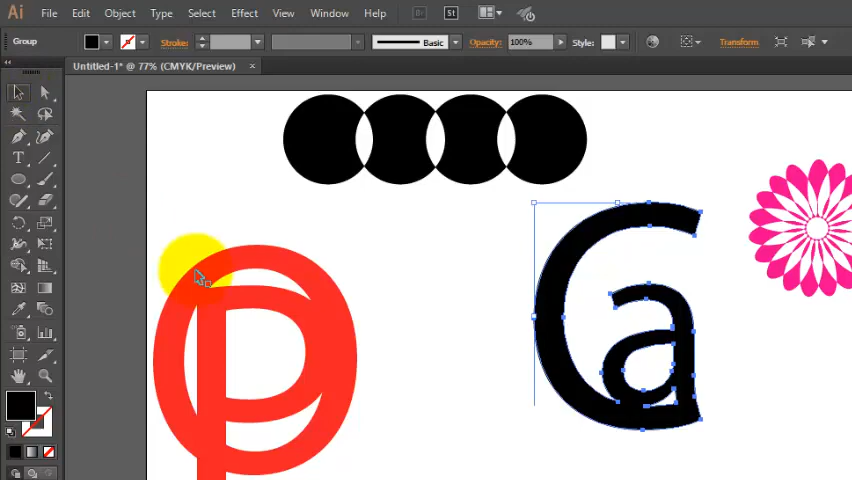 Ai File Edit Object Type Select Effect View Window Help Br St
Group Stroke: Basic Opacity: 100% Style: Transform
Untitled-1* @ 77% (CMYK/Preview) ×
T
p Ca